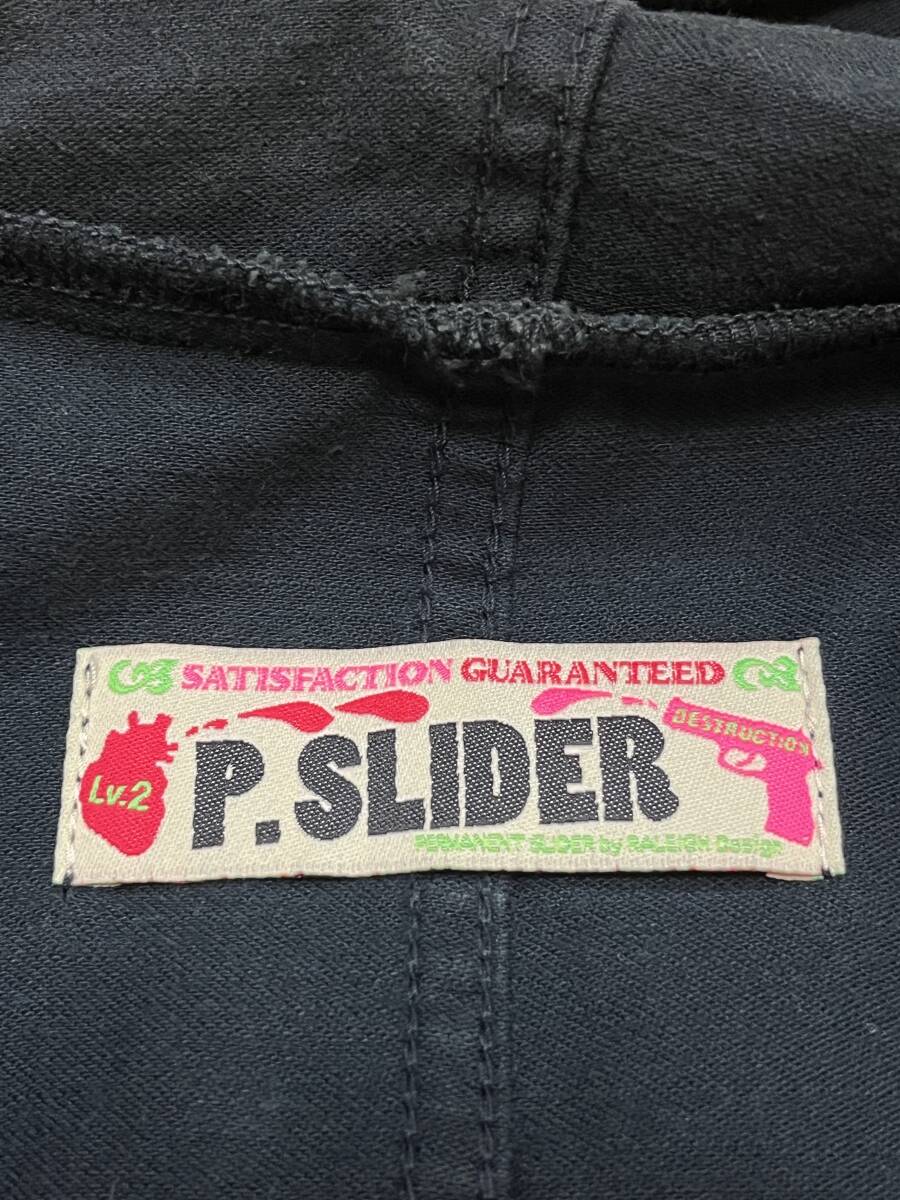 SATISFACTION GUARANTEED
DESTRUCTION
Lv.2
P.SLIDER
PERMANENT SLIDER by RALEIGH Design